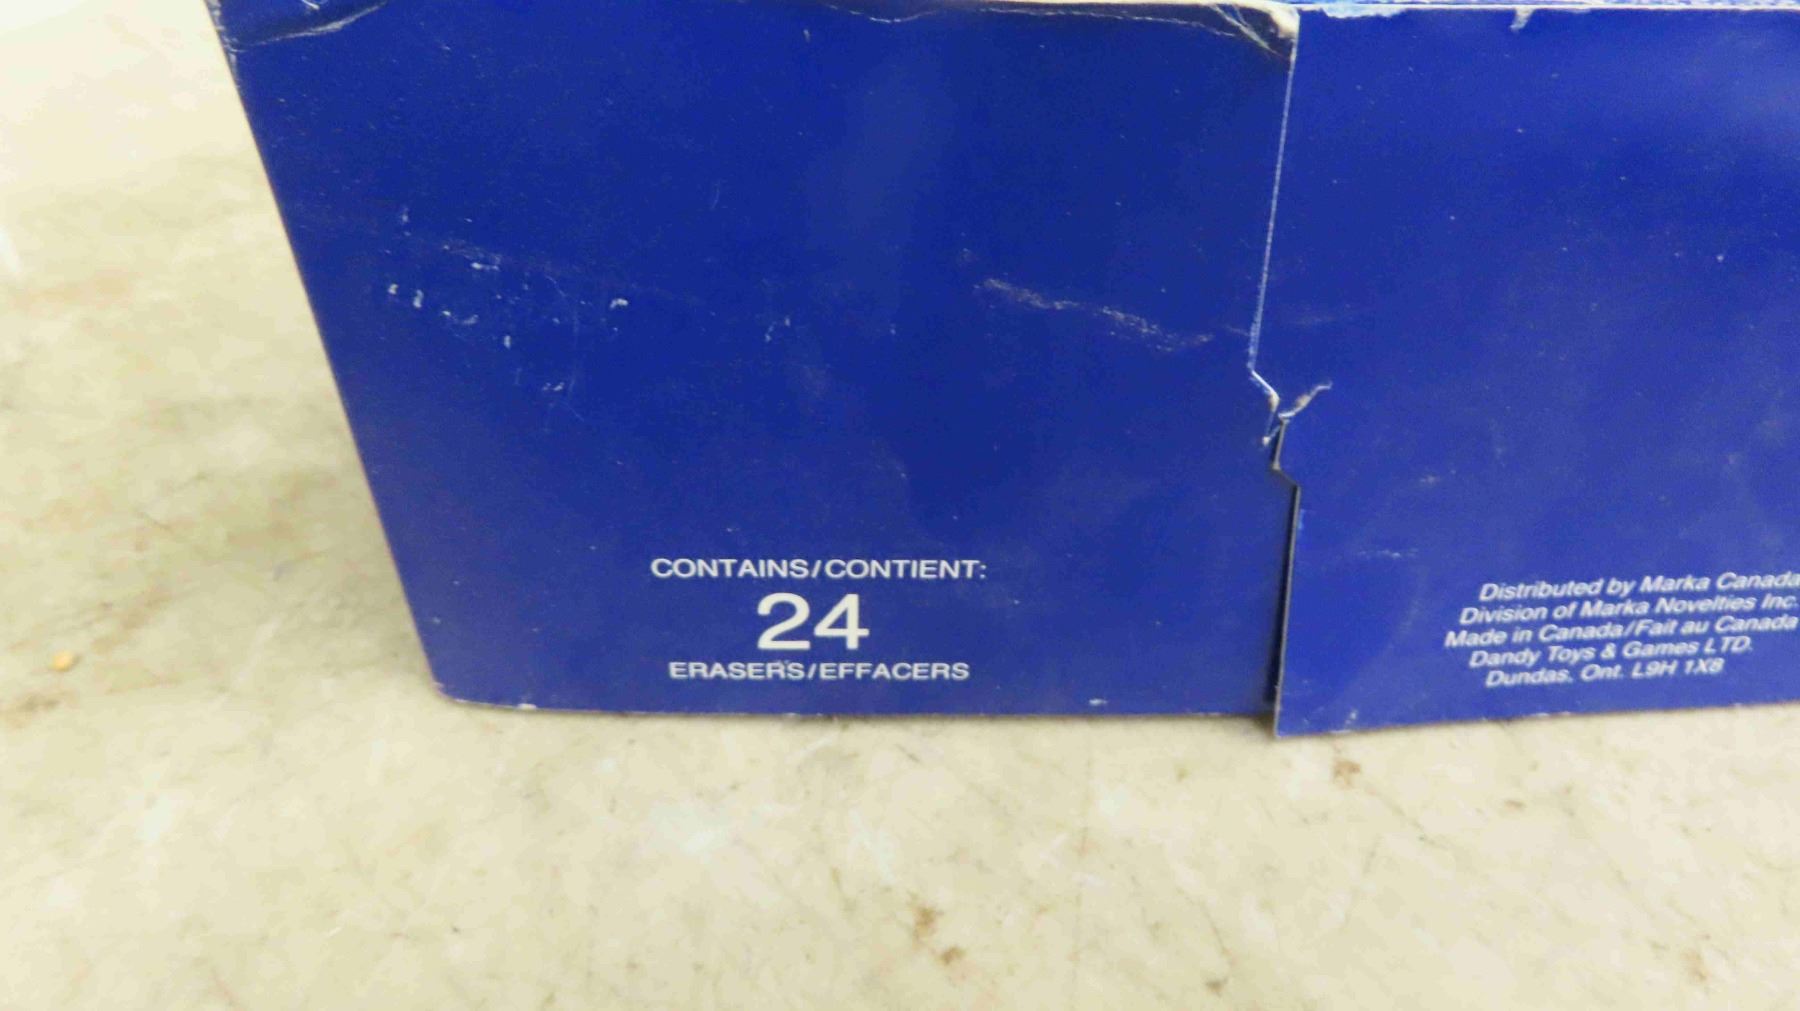 CONTAINS/CONTIENT:
24
ERASERS/EFFACERS
Distributed by Marka Canada
Division of Marka Novelties Inc.
Made in Canada/Fait au Canada
Dandy Toys & Games LTD.
Dundas, Ont. L9H 1X8